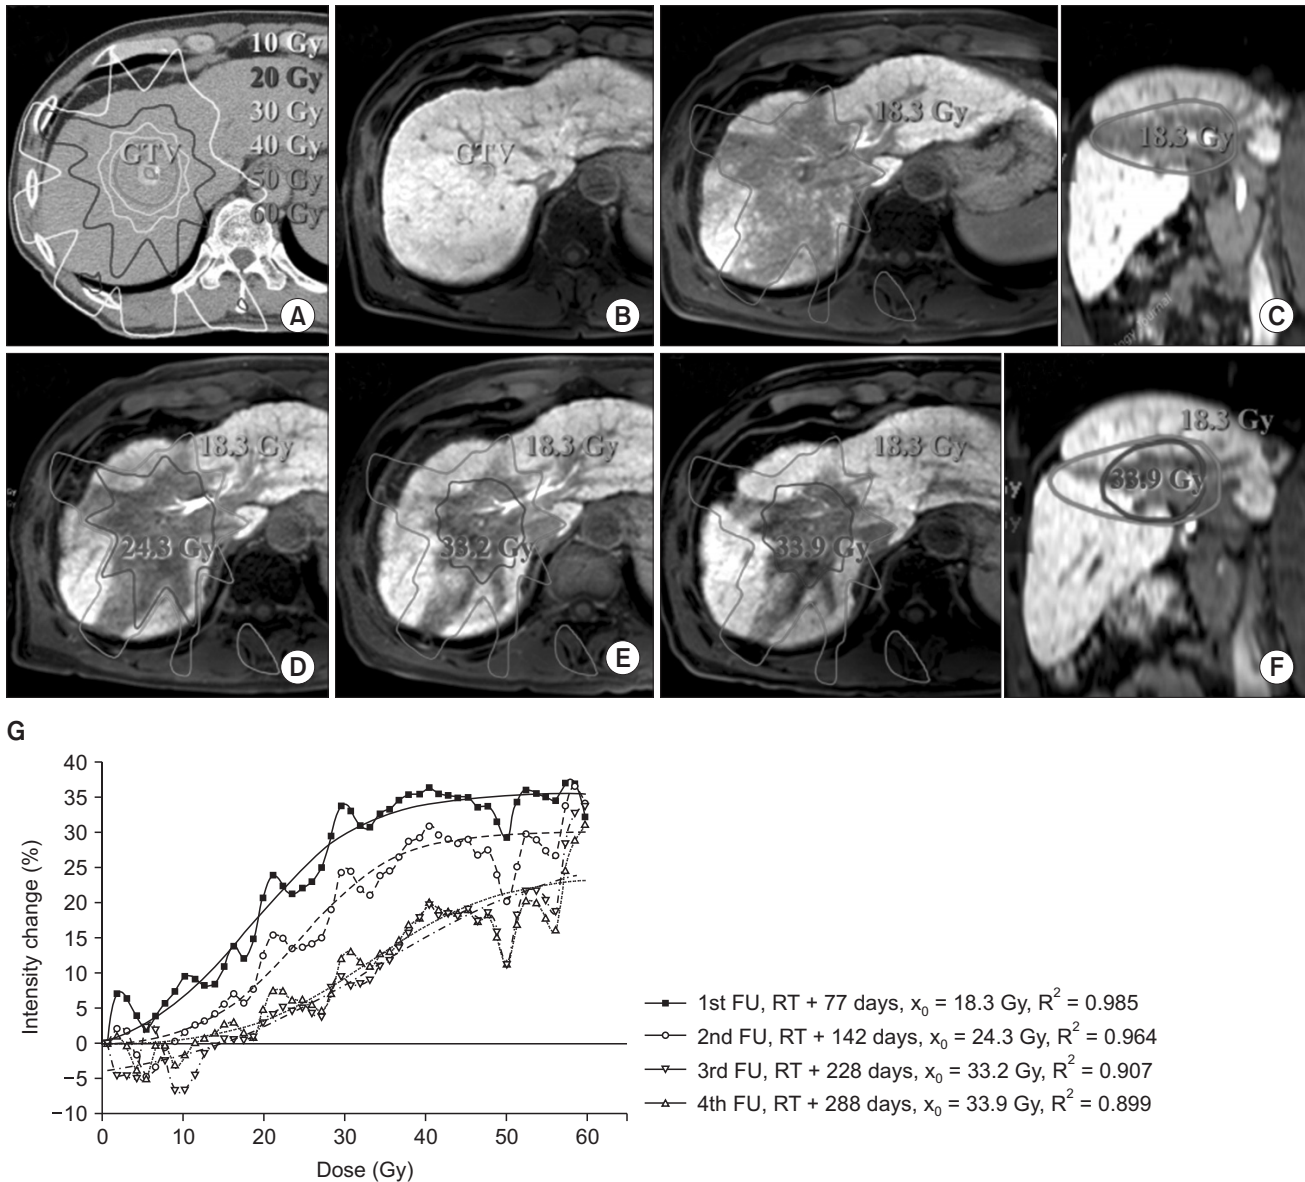 10 Gy
20 Gy
30 Gy
40 Gy
50 Gy
60 Gy
GTV
A
GTV
B
18.3 Gy
18.3 Gy
C
18.3 Gy
24.3 Gy
D
18.3 Gy
33.2 Gy
E
18.3 Gy
33.9 Gy
18.3 Gy
33.9 Gy
F
G
Intensity change (%)
40
35
30
25
20
15
10
5
0
−5
−10
0 10 20 30 40 50 60
Dose (Gy)
1st FU, RT + 77 days, x₀ = 18.3 Gy, R² = 0.985
2nd FU, RT + 142 days, x₀ = 24.3 Gy, R² = 0.964
3rd FU, RT + 228 days, x₀ = 33.2 Gy, R² = 0.907
4th FU, RT + 288 days, x₀ = 33.9 Gy, R² = 0.899